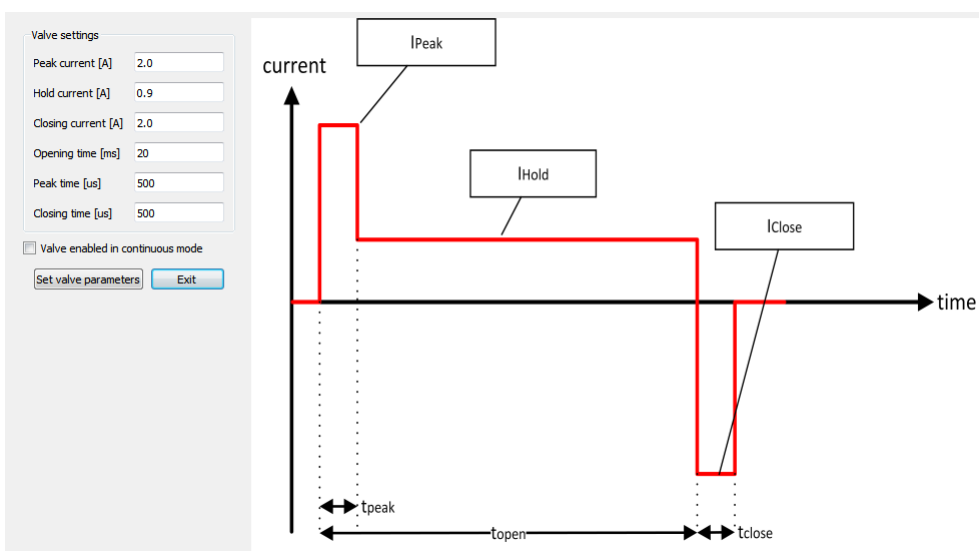 Valve settings
Peak current [A] 2.0
Hold current [A] 0.9
Closing current [A] 2.0
Opening time [ms] 20
Peak time [us] 500
Closing time [us] 500
Valve enabled in continuous mode
Set valve parameters Exit
current
IPeak
IHold
IClose
time
tpeak
topen
tclose